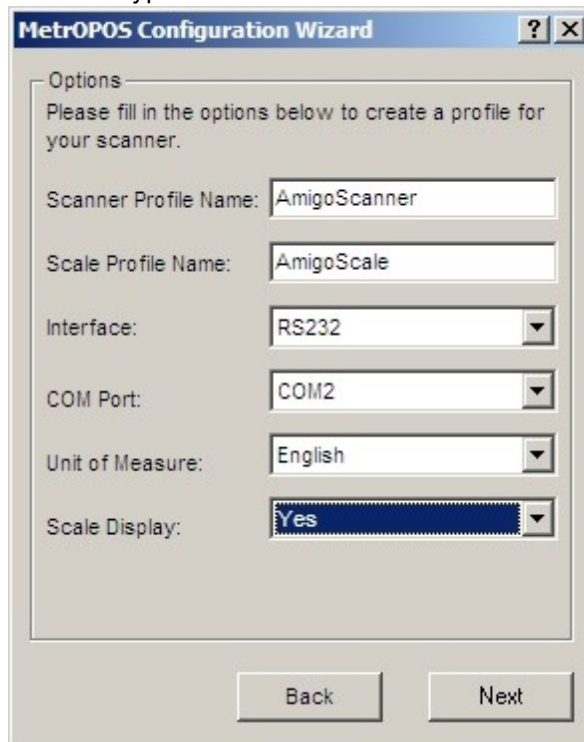 MetrOPOS Configuration Wizard
Options
Please fill in the options below to create a profile for
your scanner.
Scanner Profile Name: AmigoScanner
Scale Profile Name: AmigoScale
Interface: RS232
COM Port: COM2
Unit of Measure: English
Scale Display: Yes
Back Next